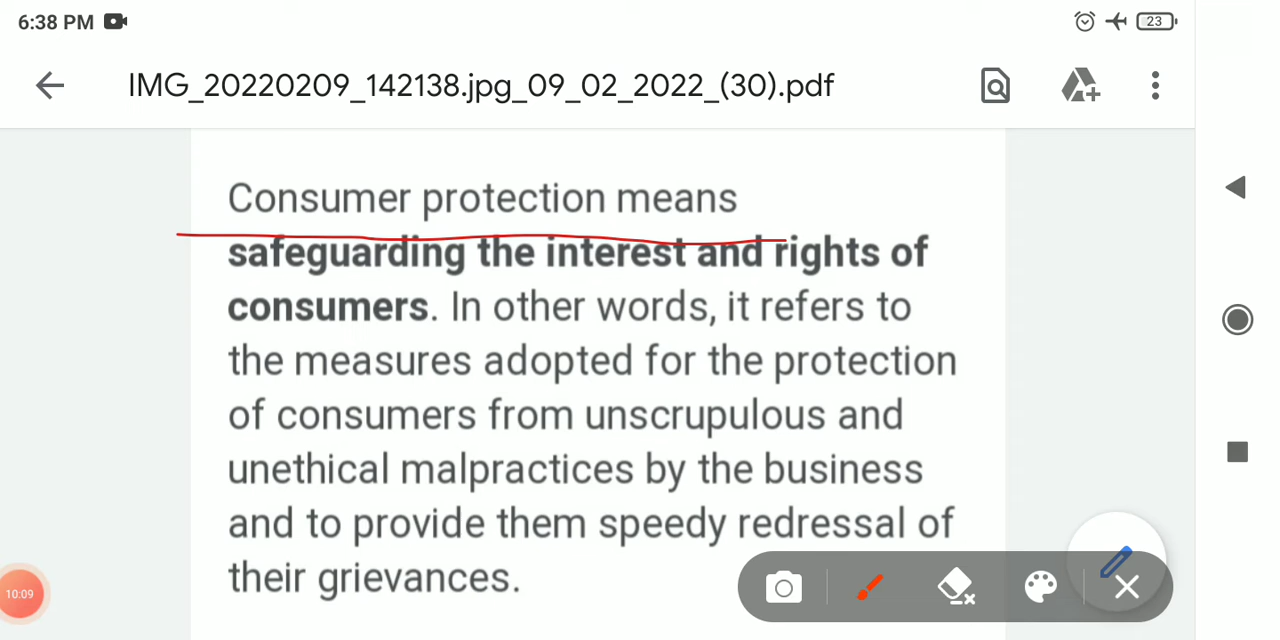 6:38 PM 23
IMG_20220209_142138.jpg_09_02_2022_(30).pdf
Consumer protection means
safeguarding the interest and rights of
consumers. In other words, it refers to
the measures adopted for the protection
of consumers from unscrupulous and
unethical malpractices by the business
and to provide them speedy redressal of
their grievances.
10:09